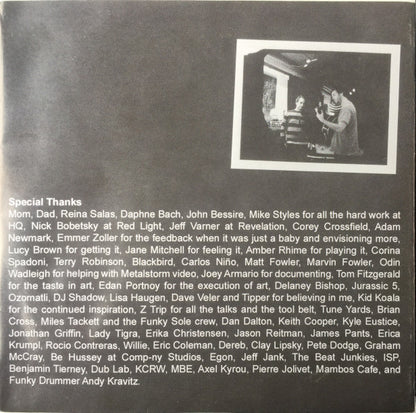 Special Thanks
Mom, Dad, Reina Salas, Daphne Bach, John Bessire, Mike Styles for all the hard work at
HQ, Nick Bobetsky at Red Light, Jeff Varner at Revelation, Corey Crossfield, Adam
Newmark, Emmer Zoller for the feedback when it was just a baby and envisioning more,
Lucy Brown for getting it, Jane Mitchell for feeling it, Amber Rhime for playing it, Corina
Spadoni, Terry Robinson, Blackbird, Carlos Niño, Matt Fowler, Marvin Fowler, Odin
Wadleigh for helping with Metalstorm video, Joey Armario for documenting, Tom Fitzgerald
for the taste in art, Edan Portnoy for the execution of art, Delaney Bishop, Jurassic 5,
Ozomatli, DJ Shadow, Lisa Haugen, Dave Veler and Tipper for believing in me, Kid Koala
for the continued inspiration, Z Trip for all the talks and the tool belt, Tune Yards, Brian
Cross, Miles Tackett and the Funky Sole crew, Dan Dalton, Keith Cooper, Kyle Eustice,
Jonathan Griffin, Lady Tigra, Erika Christensen, Jason Reitman, James Pants, Erica
Krumpl, Rocio Contreras, Willie, Eric Coleman, Dereb, Clay Lipsky, Pete Dodge, Graham
McCray, Be Hussey at Comp-ny Studios, Egon, Jeff Jank, The Beat Junkies, ISP,
Benjamin Tierney, Dub Lab, KCRW, MBE, Axel Kyrou, Pierre Jolivet, Mambos Cafe, and
Funky Drummer Andy Kravitz.